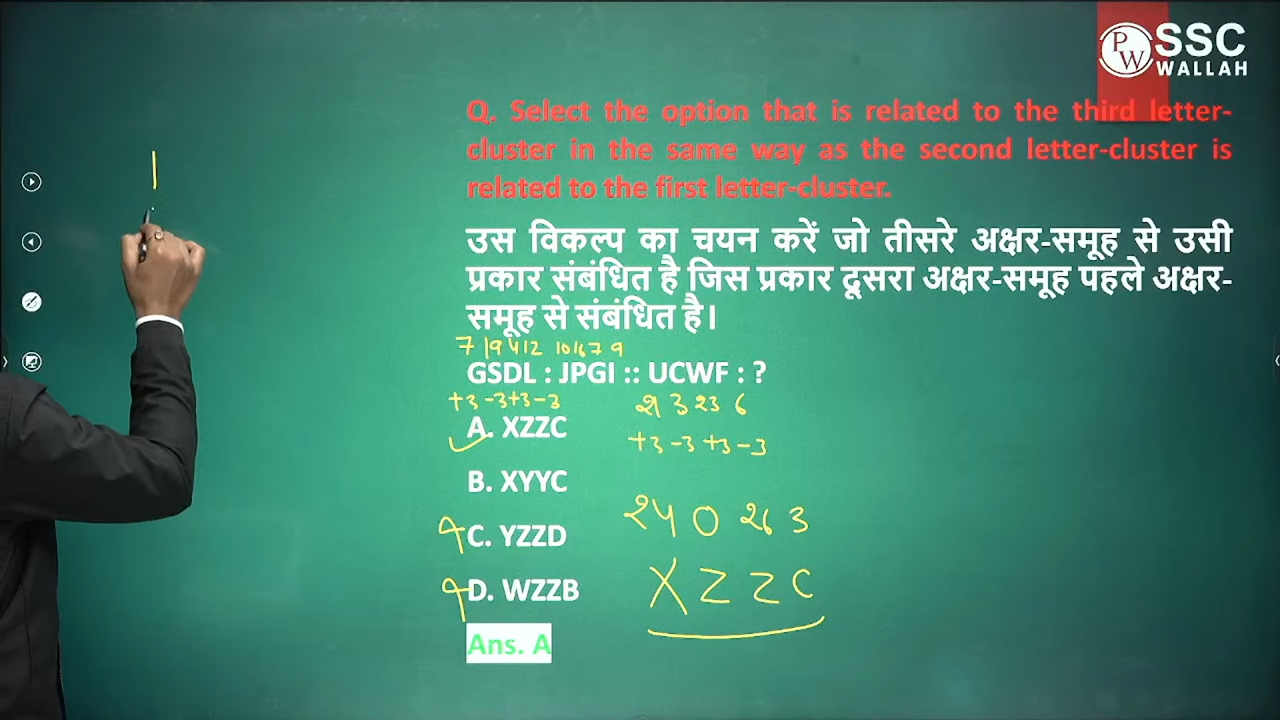 PW
SSC
WALLAH
Q. Select the option that is related to the third letter-
cluster in the same way as the second letter-cluster is
related to the first letter-cluster.
उस विकल्प का चयन करें जो तीसरे अक्षर-समूह से उसी
प्रकार संबंधित है जिस प्रकार दूसरा अक्षर-समूह पहले अक्षर-
समूह से संबंधित है।
7 19 4 12 10 16 7 9
GSDL : JPGI :: UCWF : ?
+3 -3 +3 -3
21 3 23 6
A. XZZC
+3 -3 +3 -3
B. XYYC
24 0 26 3
C. YZZD
XZZC
D. WZZB
Ans. A